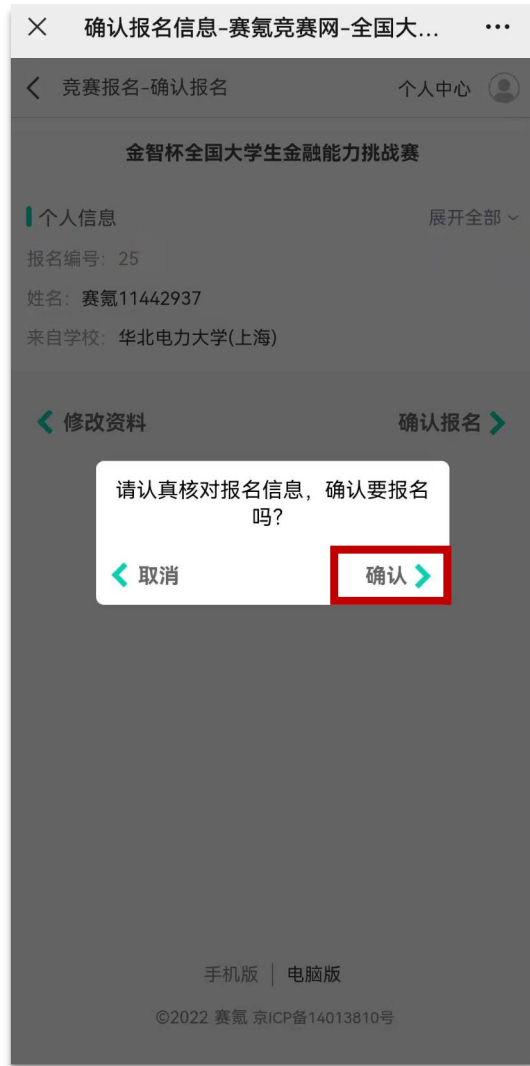 确认报名信息-赛氪竞赛网-全国大...
竞赛报名-确认报名 个人中心
金智杯全国大学生金融能力挑战赛
个人信息 展开全部
报名编号: 25
姓名: 赛氪11442937
来自学校: 华北电力大学(上海)
修改资料 确认报名
请认真核对报名信息，确认要报名
吗?
取消 确认
手机版 | 电脑版
©2022 赛氪 京ICP备14013810号